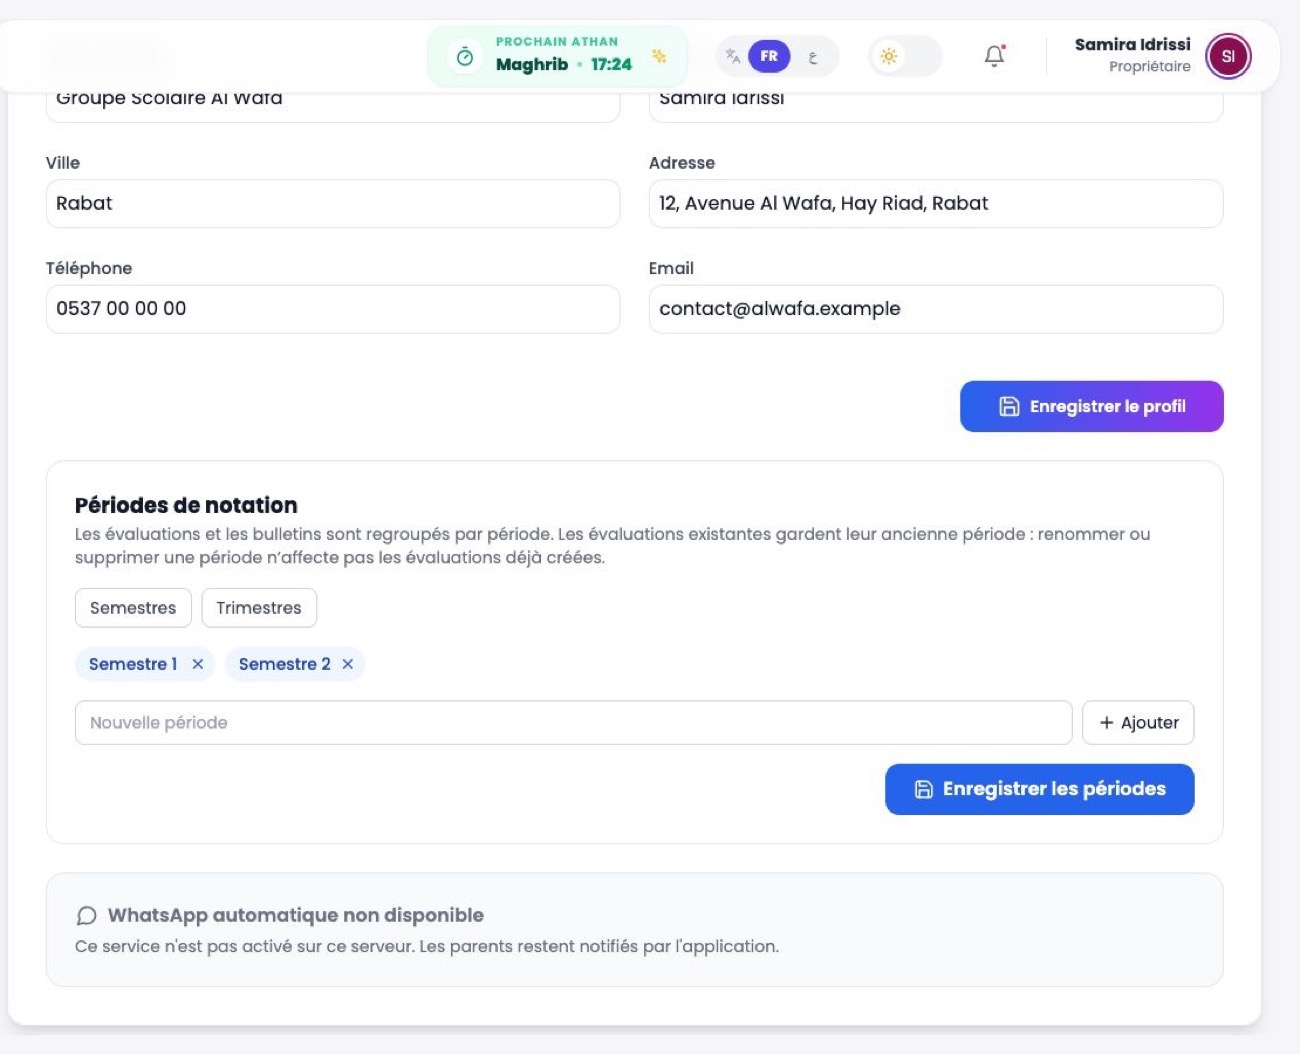 PROCHAIN ATHAN
Maghrib • 17:24
FR
ع
Samira Idrissi
Propriétaire
SI
Groupe Scolaire Al Wafa
Samira Idrissi
Ville
Adresse
Rabat
12, Avenue Al Wafa, Hay Riad, Rabat
Téléphone
Email
0537 00 00 00
contact@alwafa.example
Enregistrer le profil
Périodes de notation
Les évaluations et les bulletins sont regroupés par période. Les évaluations existantes gardent leur ancienne période : renommer ou
supprimer une période n’affecte pas les évaluations déjà créées.
Semestres
Trimestres
Semestre 1 ×
Semestre 2 ×
Nouvelle période
+ Ajouter
Enregistrer les périodes
WhatsApp automatique non disponible
Ce service n'est pas activé sur ce serveur. Les parents restent notifiés par l'application.